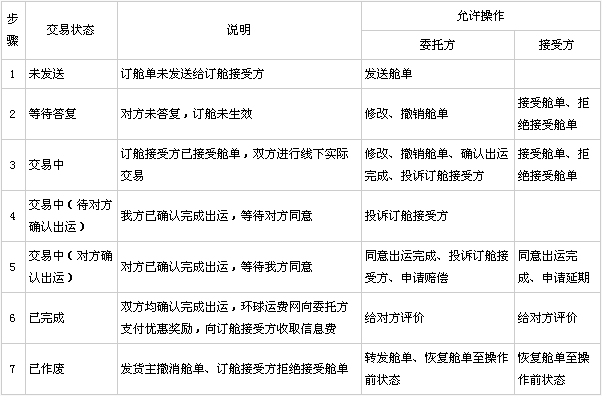 步骤 交易状态 说明 允许操作
委托方 接受方
1 未发送 订舱单未发送给订舱接受方 发送舱单
2 等待答复 对方未答复，订舱未生效 修改、撤销舱单 接受舱单、拒
绝接受舱单
3 交易中 订舱接受方已接受舱单，双方进行线下实际
交易 修改、撤销舱单、确认出运
完成、投诉订舱接受方 接受舱单、拒
绝接受舱单
4 交易中（待对方
确认出运） 我方已确认完成出运，等待对方同意 投诉订舱接受方
5 交易中（对方确
认出运） 对方已确认完成出运，等待我方同意 同意出运完成、投诉订舱接
受方、申请赔偿 同意出运完
成、申请延期
6 已完成 双方均确认完成出运，环球运费网向委托方
支付优惠奖励，向订舱接受方收取信息费 给对方评价 给对方评价
7 已作废 发货主撤消舱单、订舱接受方拒绝接受舱单 转发舱单、恢复舱单至操作
前状态 恢复舱单至操
作前状态